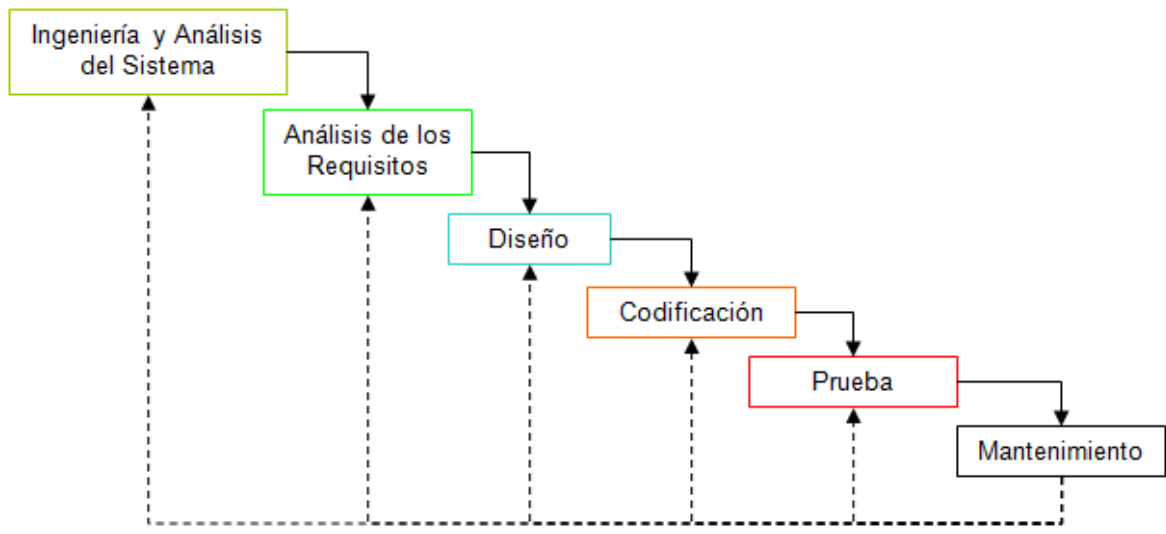 Ingeniería y Análisis
del Sistema
Análisis de los
Requisitos
Diseño
Codificación
Prueba
Mantenimiento